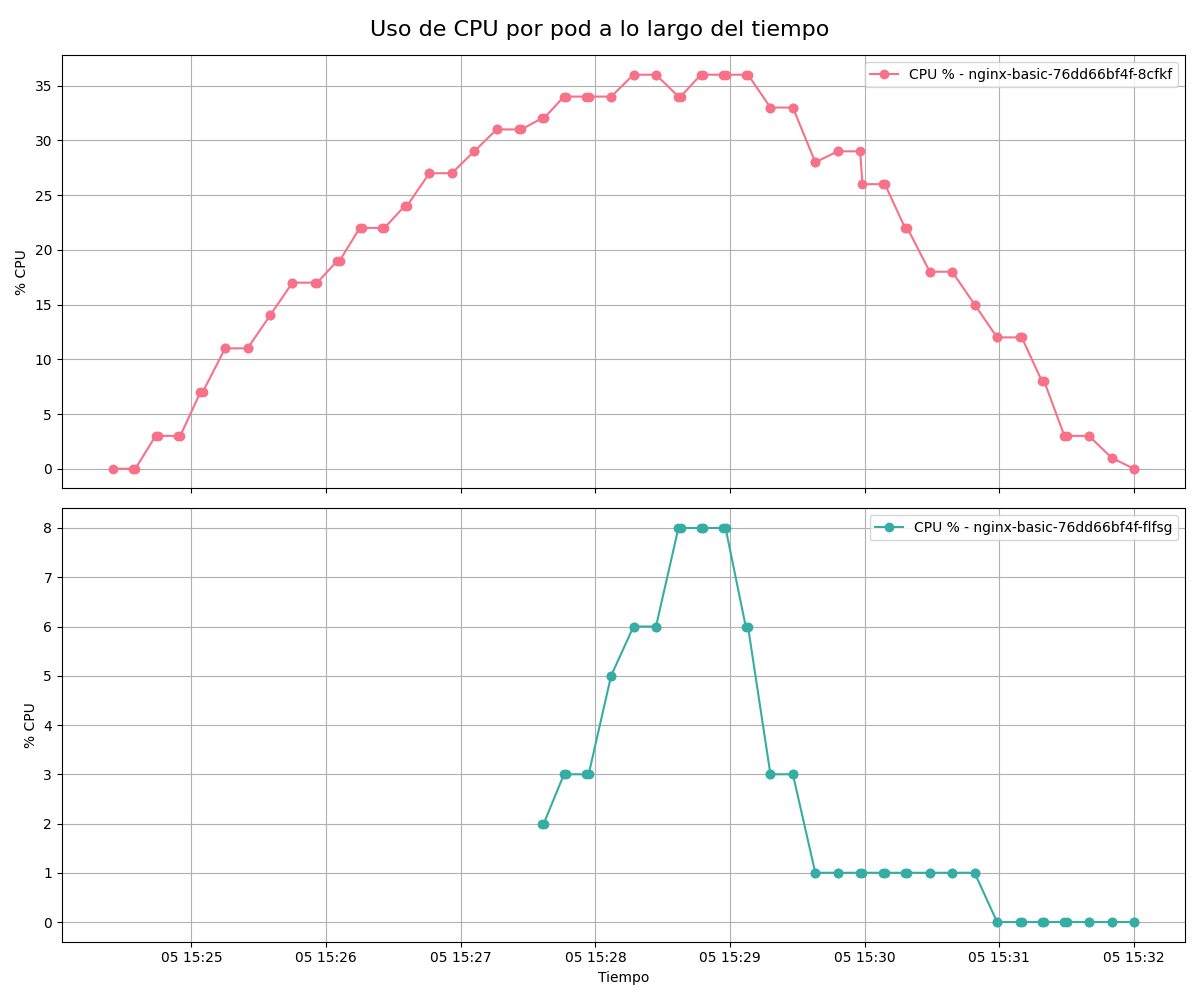 Uso de CPU por pod a lo largo del tiempo
CPU % - nginx-basic-76dd66bf4f-8cfkf
35
30
25
20
15
10
5
0
% CPU
CPU % - nginx-basic-76dd66bf4f-flfsg
8
7
6
5
4
3
2
1
0
% CPU
05 15:25 05 15:26 05 15:27 05 15:28 05 15:29 05 15:30 05 15:31 05 15:32
Tiempo